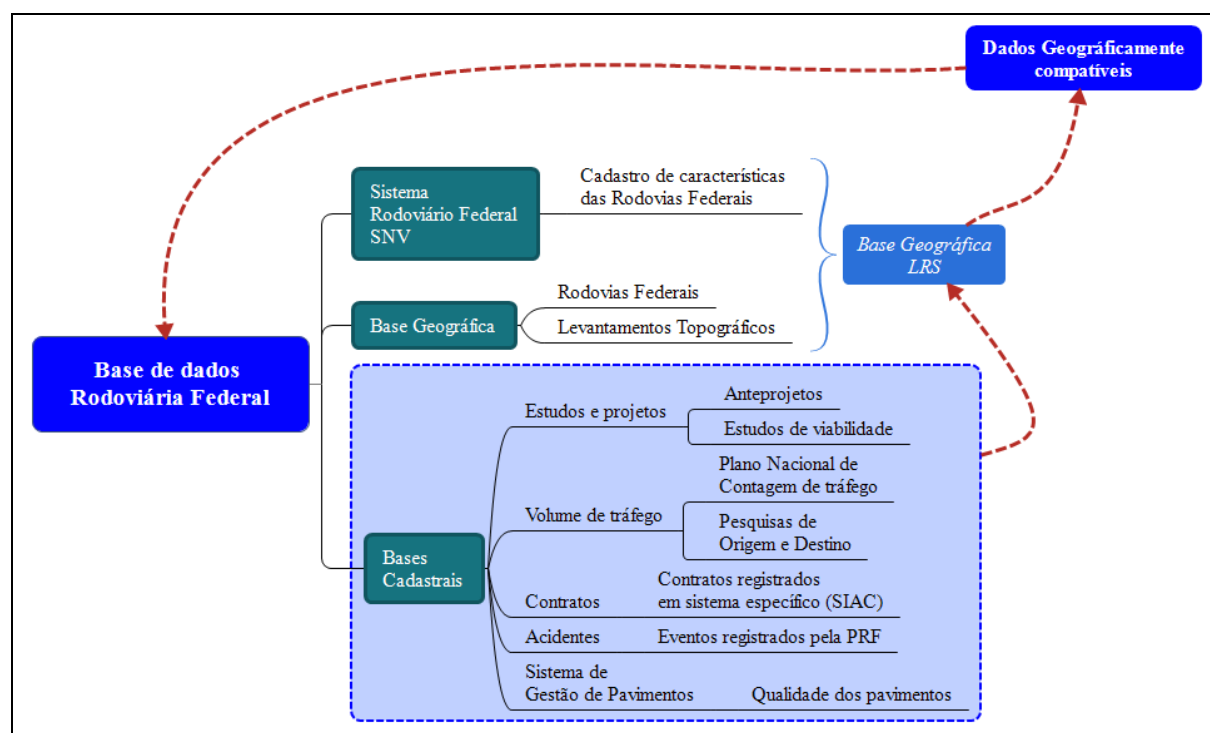 Dados Geográficamente
compatíveis
Sistema
Rodoviário Federal
SNV
Cadastro de características
das Rodovias Federais
Base Geográfica
LRS
Base Geográfica
Rodovias Federais
Levantamentos Topográficos
Base de dados
Rodoviária Federal
Bases
Cadastrais
Estudos e projetos
Anteprojetos
Estudos de viabilidade
Volume de tráfego
Plano Nacional de
Contagem de tráfego
Pesquisas de
Origem e Destino
Contratos
Contratos registrados
em sistema específico (SIAC)
Acidentes
Eventos registrados pela PRF
Sistema de
Gestão de Pavimentos
Qualidade dos pavimentos